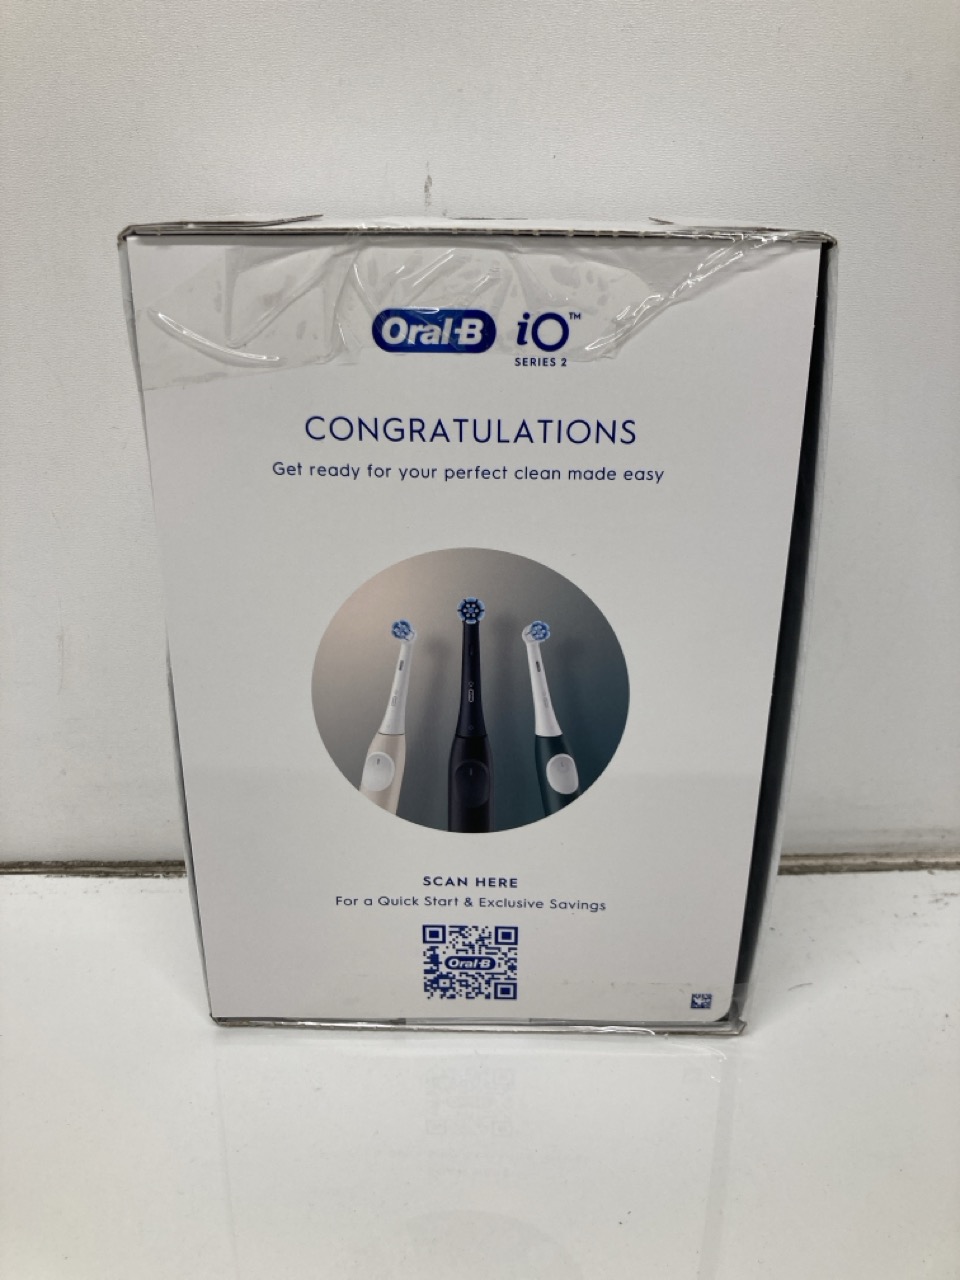 Oral-B iO™
SERIES 2
CONGRATULATIONS
Get ready for your perfect clean made easy
SCAN HERE
For a Quick Start & Exclusive Savings
Oral-B